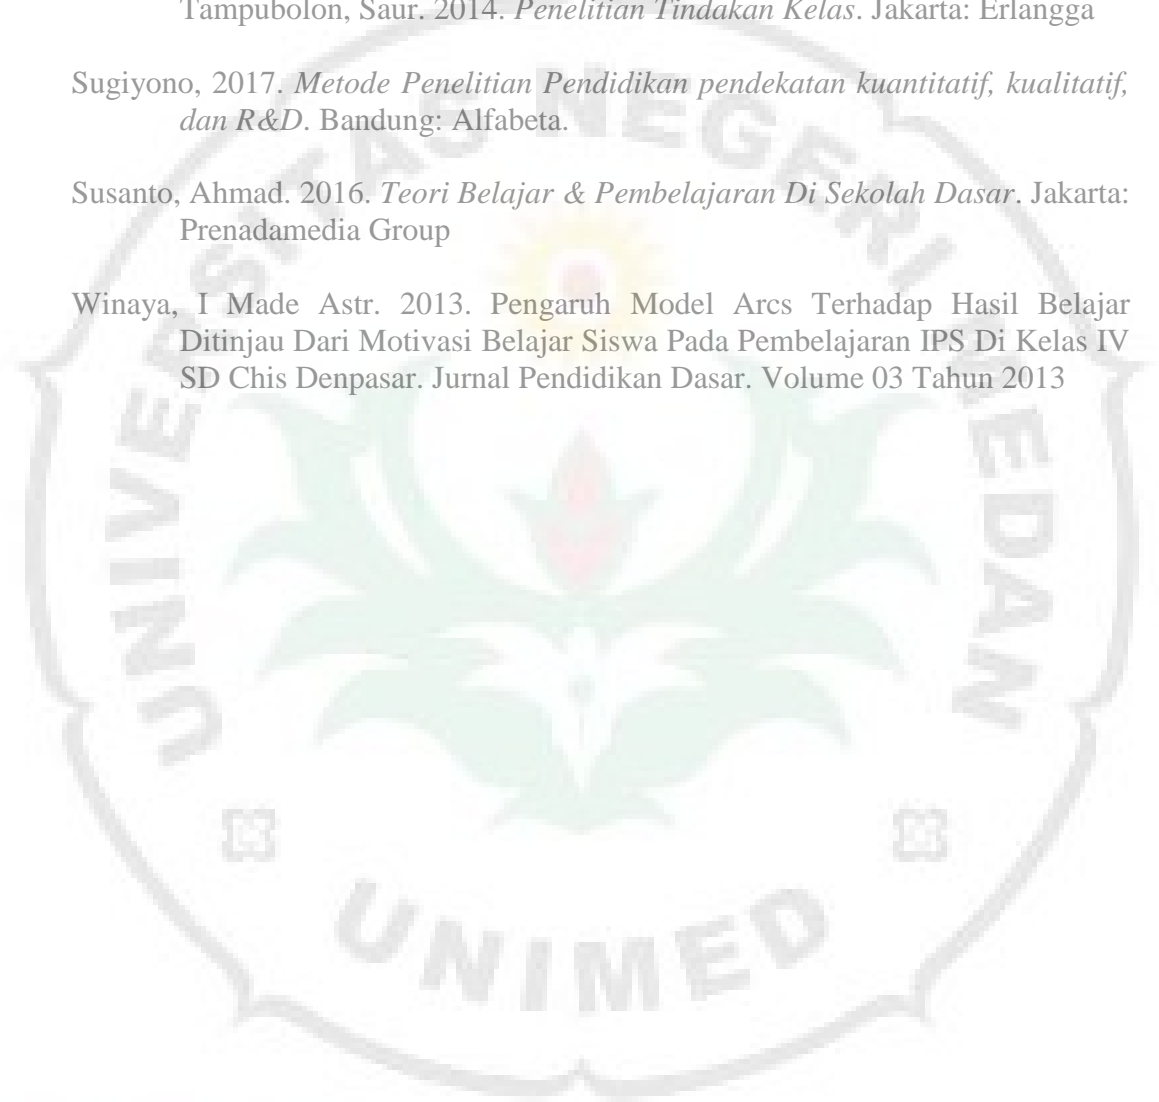 Tampubolon, Saur. 2014. Penelitian Tindakan Kelas. Jakarta: Erlangga
Sugiyono, 2017. Metode Penelitian Pendidikan pendekatan kuantitatif, kualitatif,
dan R&D. Bandung: Alfabeta.
Susanto, Ahmad. 2016. Teori Belajar & Pembelajaran Di Sekolah Dasar. Jakarta:
Prenadamedia Group
Winaya, I Made Astr. 2013. Pengaruh Model Arcs Terhadap Hasil Belajar
Ditinjau Dari Motivasi Belajar Siswa Pada Pembelajaran IPS Di Kelas IV
SD Chis Denpasar. Jurnal Pendidikan Dasar. Volume 03 Tahun 2013
UNIVERSITAS NEGERI MEDAN
UNIMED